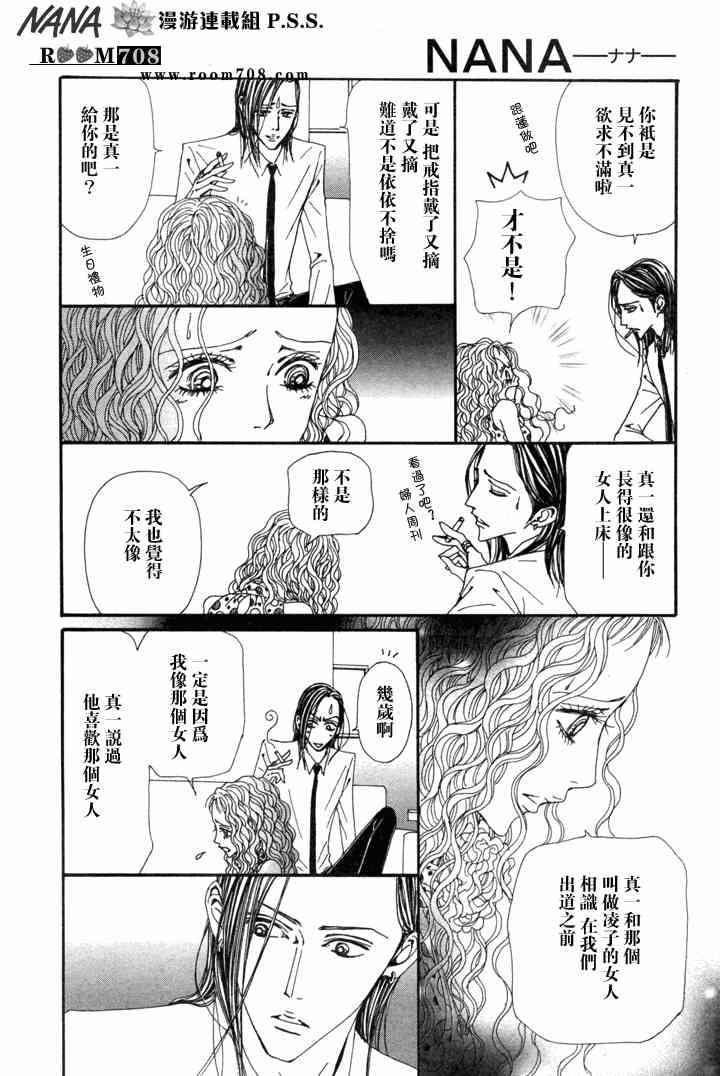 NANA 漫游連載組 P.S.S.
ROOM 708
www.room708.com
NANA —ナナ—
你衹是
見不到真一
欲求不滿啦
跟蓮做吧
才不是！
可是 把戒指戴了又摘
戴了又摘
難道不是依依不捨嗎
那是真一
給你的吧？
生日禮物
真一還和跟你
長得很像的
女人上床——
看過了吧？
婦人周刊
不是
那樣的
我也覺得
不太像
真一和那個
叫做凌子的女人
相識 在我們
出道之前
幾歲啊
一定是因爲
我像那個女人
真一說過
他喜歡那個女人